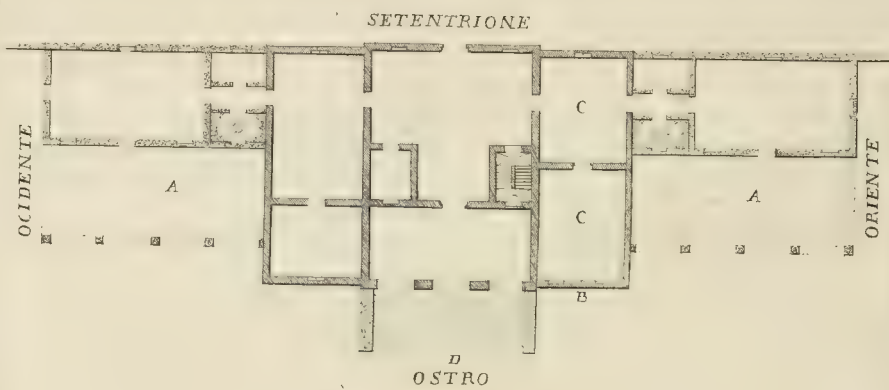 SETENTRIONE
C
OCIDENTE
A
A
ORIENTE
C
B
D
OSTRO